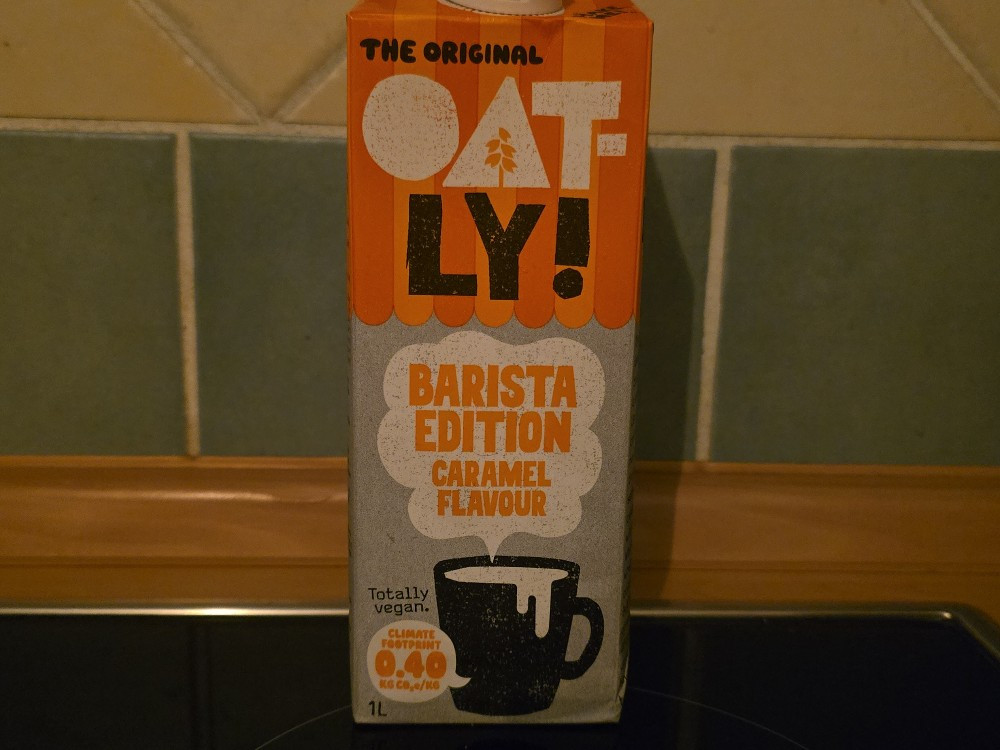 THE ORIGINAL
OAT-
LY!
BARISTA
EDITION
CARAMEL
FLAVOUR
Totally
vegan.
CLIMATE
FOOTPRINT
0.40
KG CO₂e/KG
1L